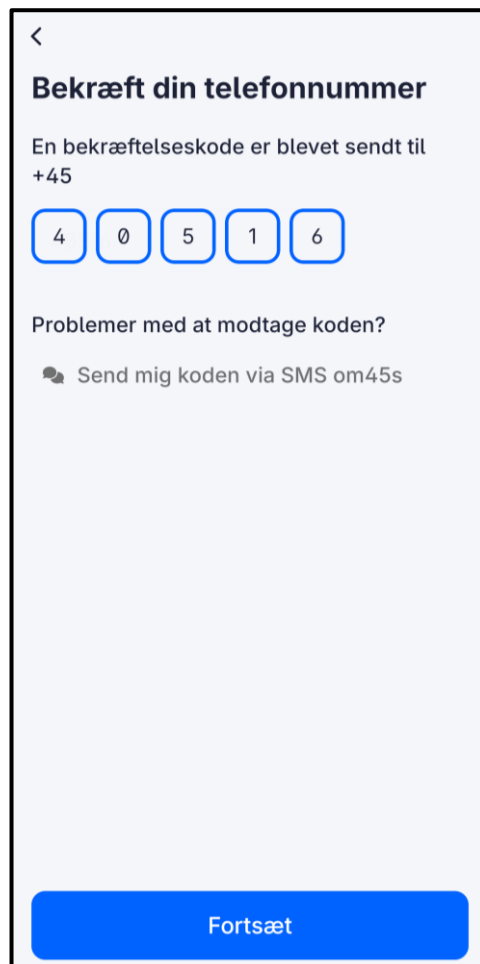 Bekræft din telefonnummer
En bekræftelseskode er blevet sendt til
+45
4 0 5 1 6
Problemer med at modtage koden?
Send mig koden via SMS om45s
Fortsæt